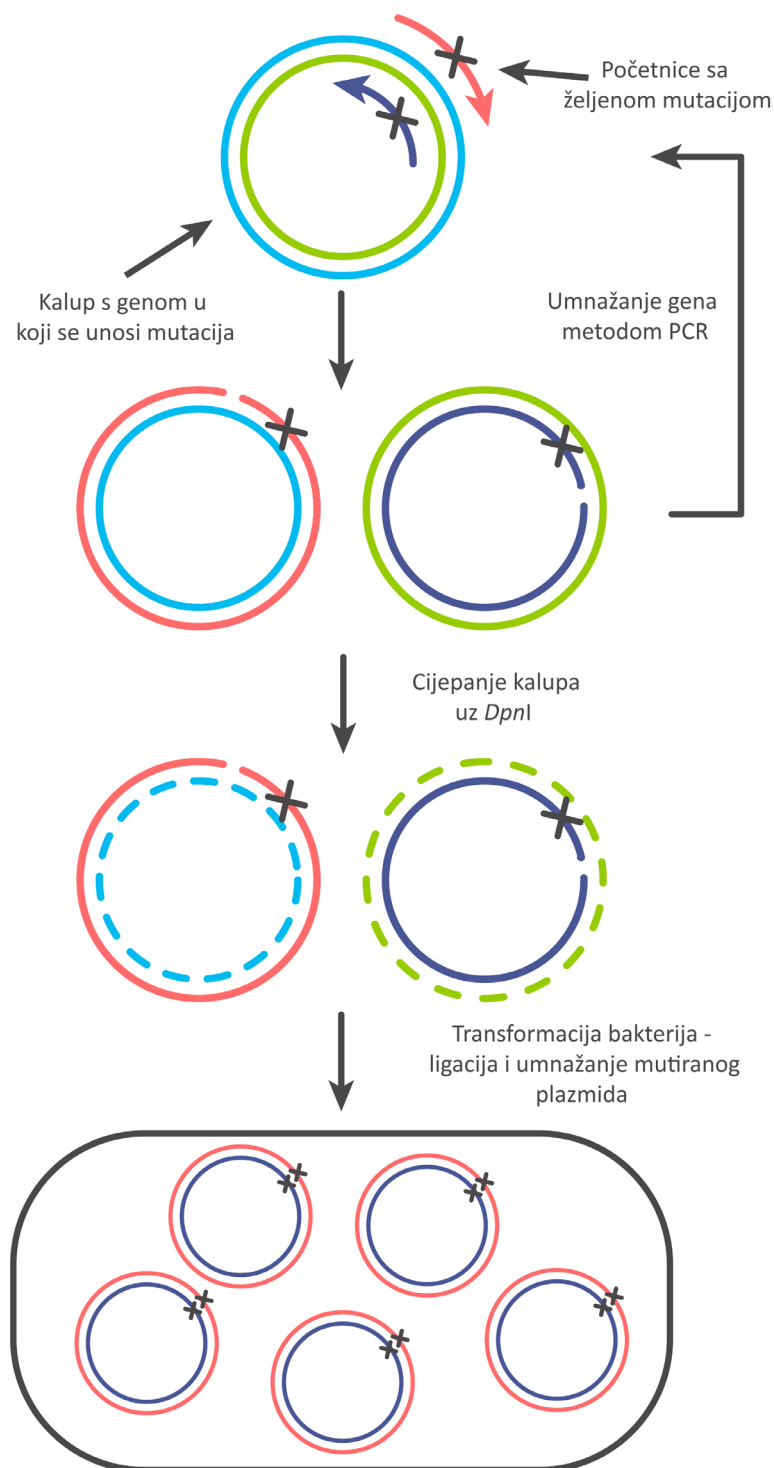 Početnice sa
željenom mutacijom
Kalup s genom u
koji se unosi mutacija
Umnažanje gena
metodom PCR
Cijepanje kalupa
uz DpnI
Transformacija bakterija -
ligacija i umnažanje mutiranog
plazmida